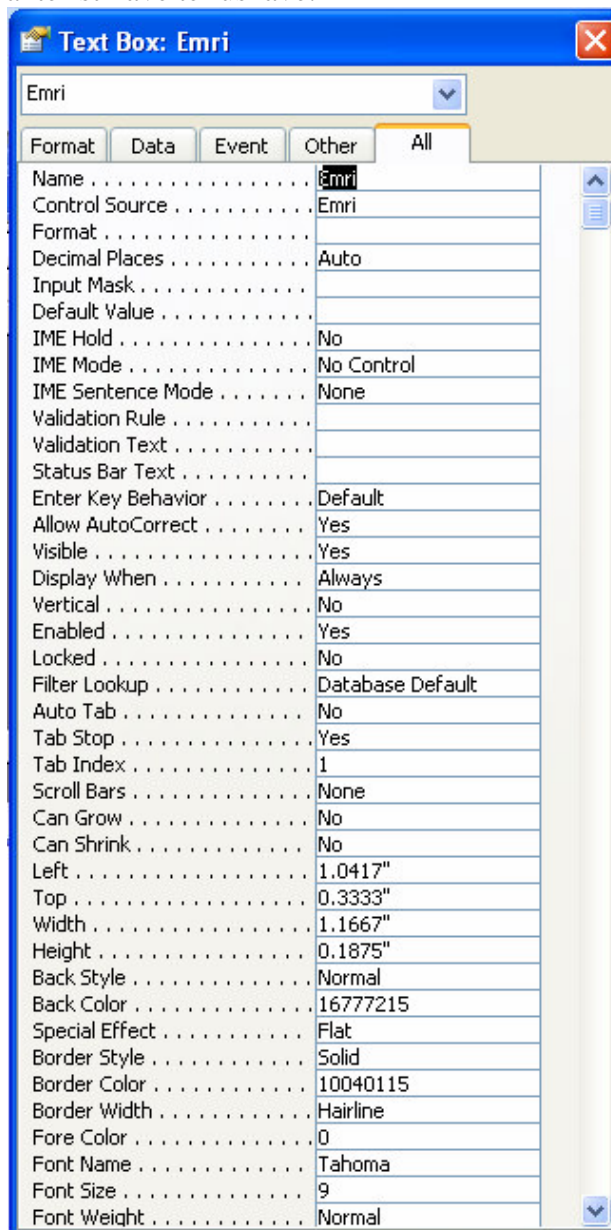 Text Box: Emri
Emri
Format Data Event Other All
Name . . . . . . . . . . . . . . . . . . Emri
Control Source . . . . . . . . . . . Emri
Format . . . . . . . . . . . . . . . . .
Decimal Places . . . . . . . . . . . Auto
Input Mask . . . . . . . . . . . . .
Default Value . . . . . . . . . . . .
IME Hold . . . . . . . . . . . . . . . No
IME Mode . . . . . . . . . . . . . . No Control
IME Sentence Mode . . . . . . . None
Validation Rule . . . . . . . . . . .
Validation Text . . . . . . . . . . .
Status Bar Text . . . . . . . . . .
Enter Key Behavior . . . . . . . . Default
Allow AutoCorrect . . . . . . . . Yes
Visible . . . . . . . . . . . . . . . . . . Yes
Display When . . . . . . . . . . . Always
Vertical . . . . . . . . . . . . . . . . . No
Enabled . . . . . . . . . . . . . . . . Yes
Locked . . . . . . . . . . . . . . . . . No
Filter Lookup . . . . . . . . . . . . Database Default
Auto Tab . . . . . . . . . . . . . . . No
Tab Stop . . . . . . . . . . . . . . . Yes
Tab Index . . . . . . . . . . . . . . 1
Scroll Bars . . . . . . . . . . . . . . . None
Can Grow . . . . . . . . . . . . . . No
Can Shrink . . . . . . . . . . . . . . No
Left . . . . . . . . . . . . . . . . . . . 1.0417"
Top . . . . . . . . . . . . . . . . . . . 0.3333"
Width . . . . . . . . . . . . . . . . . . 1.1667"
Height . . . . . . . . . . . . . . . . . 0.1875"
Back Style . . . . . . . . . . . . . . Normal
Back Color . . . . . . . . . . . . . . 16777215
Special Effect . . . . . . . . . . . . Flat
Border Style . . . . . . . . . . . . . Solid
Border Color . . . . . . . . . . . . . 10040115
Border Width . . . . . . . . . . . . Hairline
Fore Color . . . . . . . . . . . . . . . 0
Font Name . . . . . . . . . . . . . . Tahoma
Font Size . . . . . . . . . . . . . . . 9
Font Weight . . . . . . . . . . . . Normal